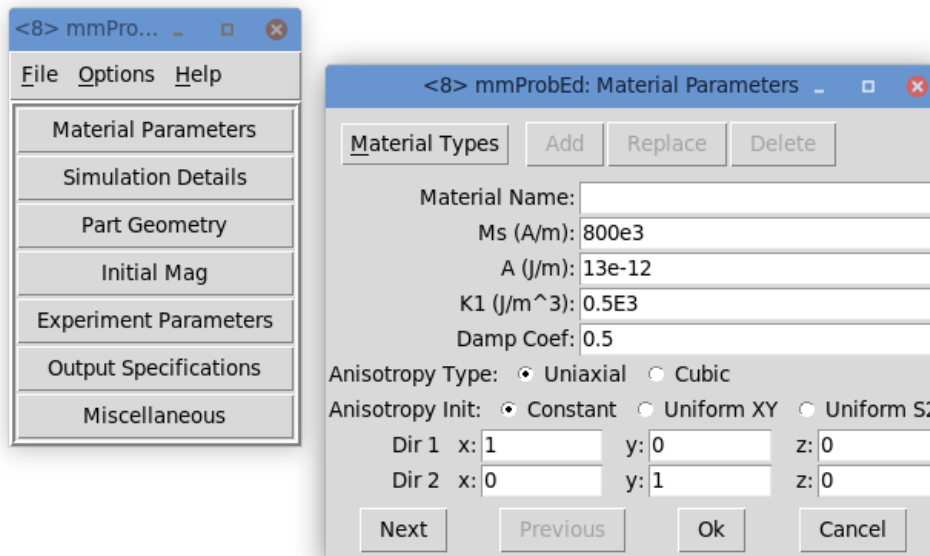 <8> mmPro...
File Options Help
Material Parameters
Simulation Details
Part Geometry
Initial Mag
Experiment Parameters
Output Specifications
Miscellaneous
<8> mmProbEd: Material Parameters
Material Types Add Replace Delete
Material Name:
Ms (A/m): 800e3
A (J/m): 13e-12
K1 (J/m^3): 0.5E3
Damp Coef: 0.5
Anisotropy Type: Uniaxial Cubic
Anisotropy Init: Constant Uniform XY Uniform S2
Dir 1 x: 1 y: 0 z: 0
Dir 2 x: 0 y: 1 z: 0
Next Previous Ok Cancel